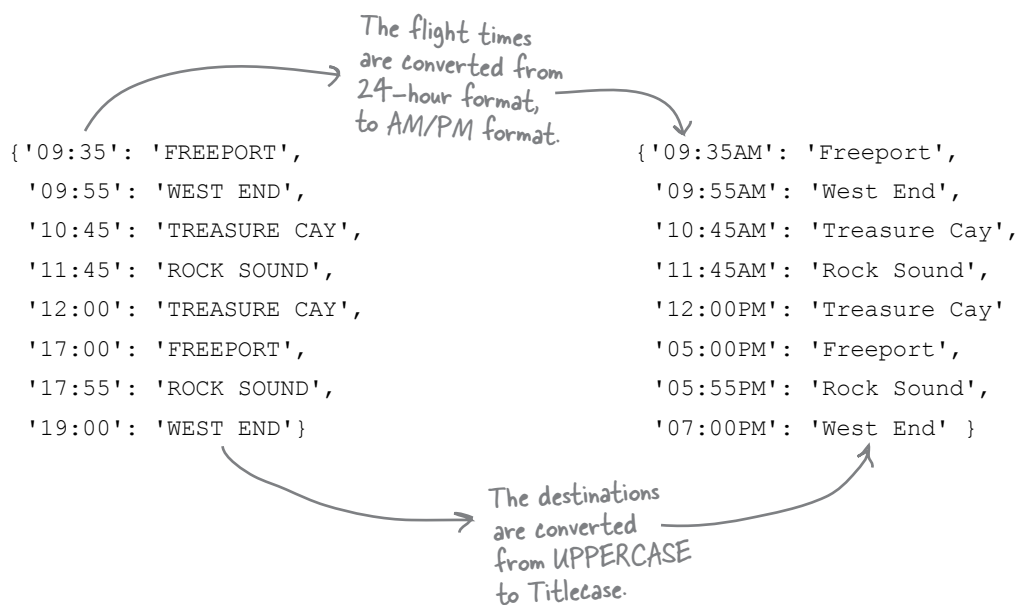 The flight times
are converted from
24-hour format,
to AM/PM format.
{'09:35': 'FREEPORT',
'09:55': 'WEST END',
'10:45': 'TREASURE CAY',
'11:45': 'ROCK SOUND',
'12:00': 'TREASURE CAY',
'17:00': 'FREEPORT',
'17:55': 'ROCK SOUND',
'19:00': 'WEST END'}
{'09:35AM': 'Freeport',
'09:55AM': 'West End',
'10:45AM': 'Treasure Cay',
'11:45AM': 'Rock Sound',
'12:00PM': 'Treasure Cay'
'05:00PM': 'Freeport',
'05:55PM': 'Rock Sound',
'07:00PM': 'West End' }
The destinations
are converted
from UPPERCASE
to Titlecase.